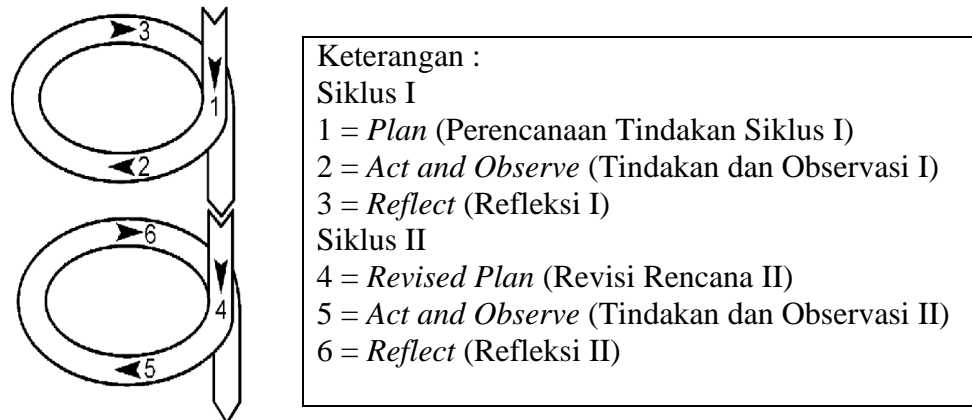 3
1
2
6
4
5
Keterangan :
Siklus I
1 = Plan (Perencanaan Tindakan Siklus I)
2 = Act and Observe (Tindakan dan Observasi I)
3 = Reflect (Refleksi I)
Siklus II
4 = Revised Plan (Revisi Rencana II)
5 = Act and Observe (Tindakan dan Observasi II)
6 = Reflect (Refleksi II)